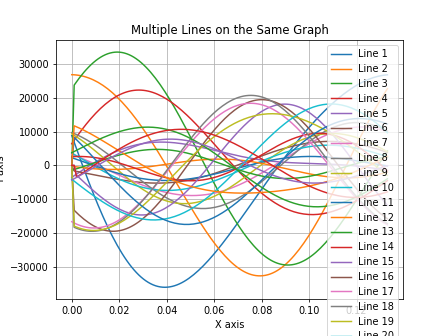 Multiple Lines on the Same Graph
30000
20000
10000
0
−10000
−20000
−30000
0.00
0.02
0.04
0.06
0.08
0.10
X axis
Line 1
Line 2
Line 3
Line 4
Line 5
Line 6
Line 7
Line 8
Line 9
Line 10
Line 11
Line 12
Line 13
Line 14
Line 15
Line 16
Line 17
Line 18
Line 19
Line 20